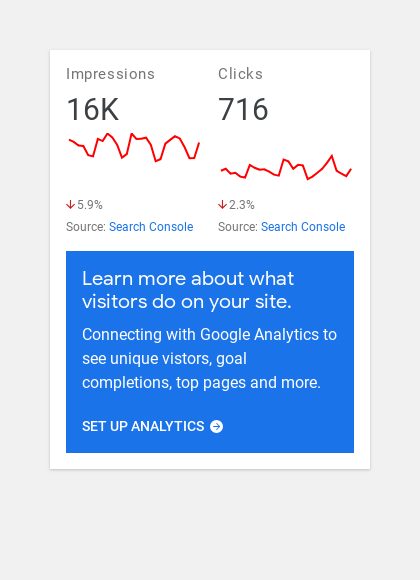 Impressions
Clicks
16K
716
5.9%
2.3%
Source: Search Console
Source: Search Console
Learn more about what
visitors do on your site.
Connecting with Google Analytics to
see unique vistors, goal
completions, top pages and more.
SET UP ANALYTICS